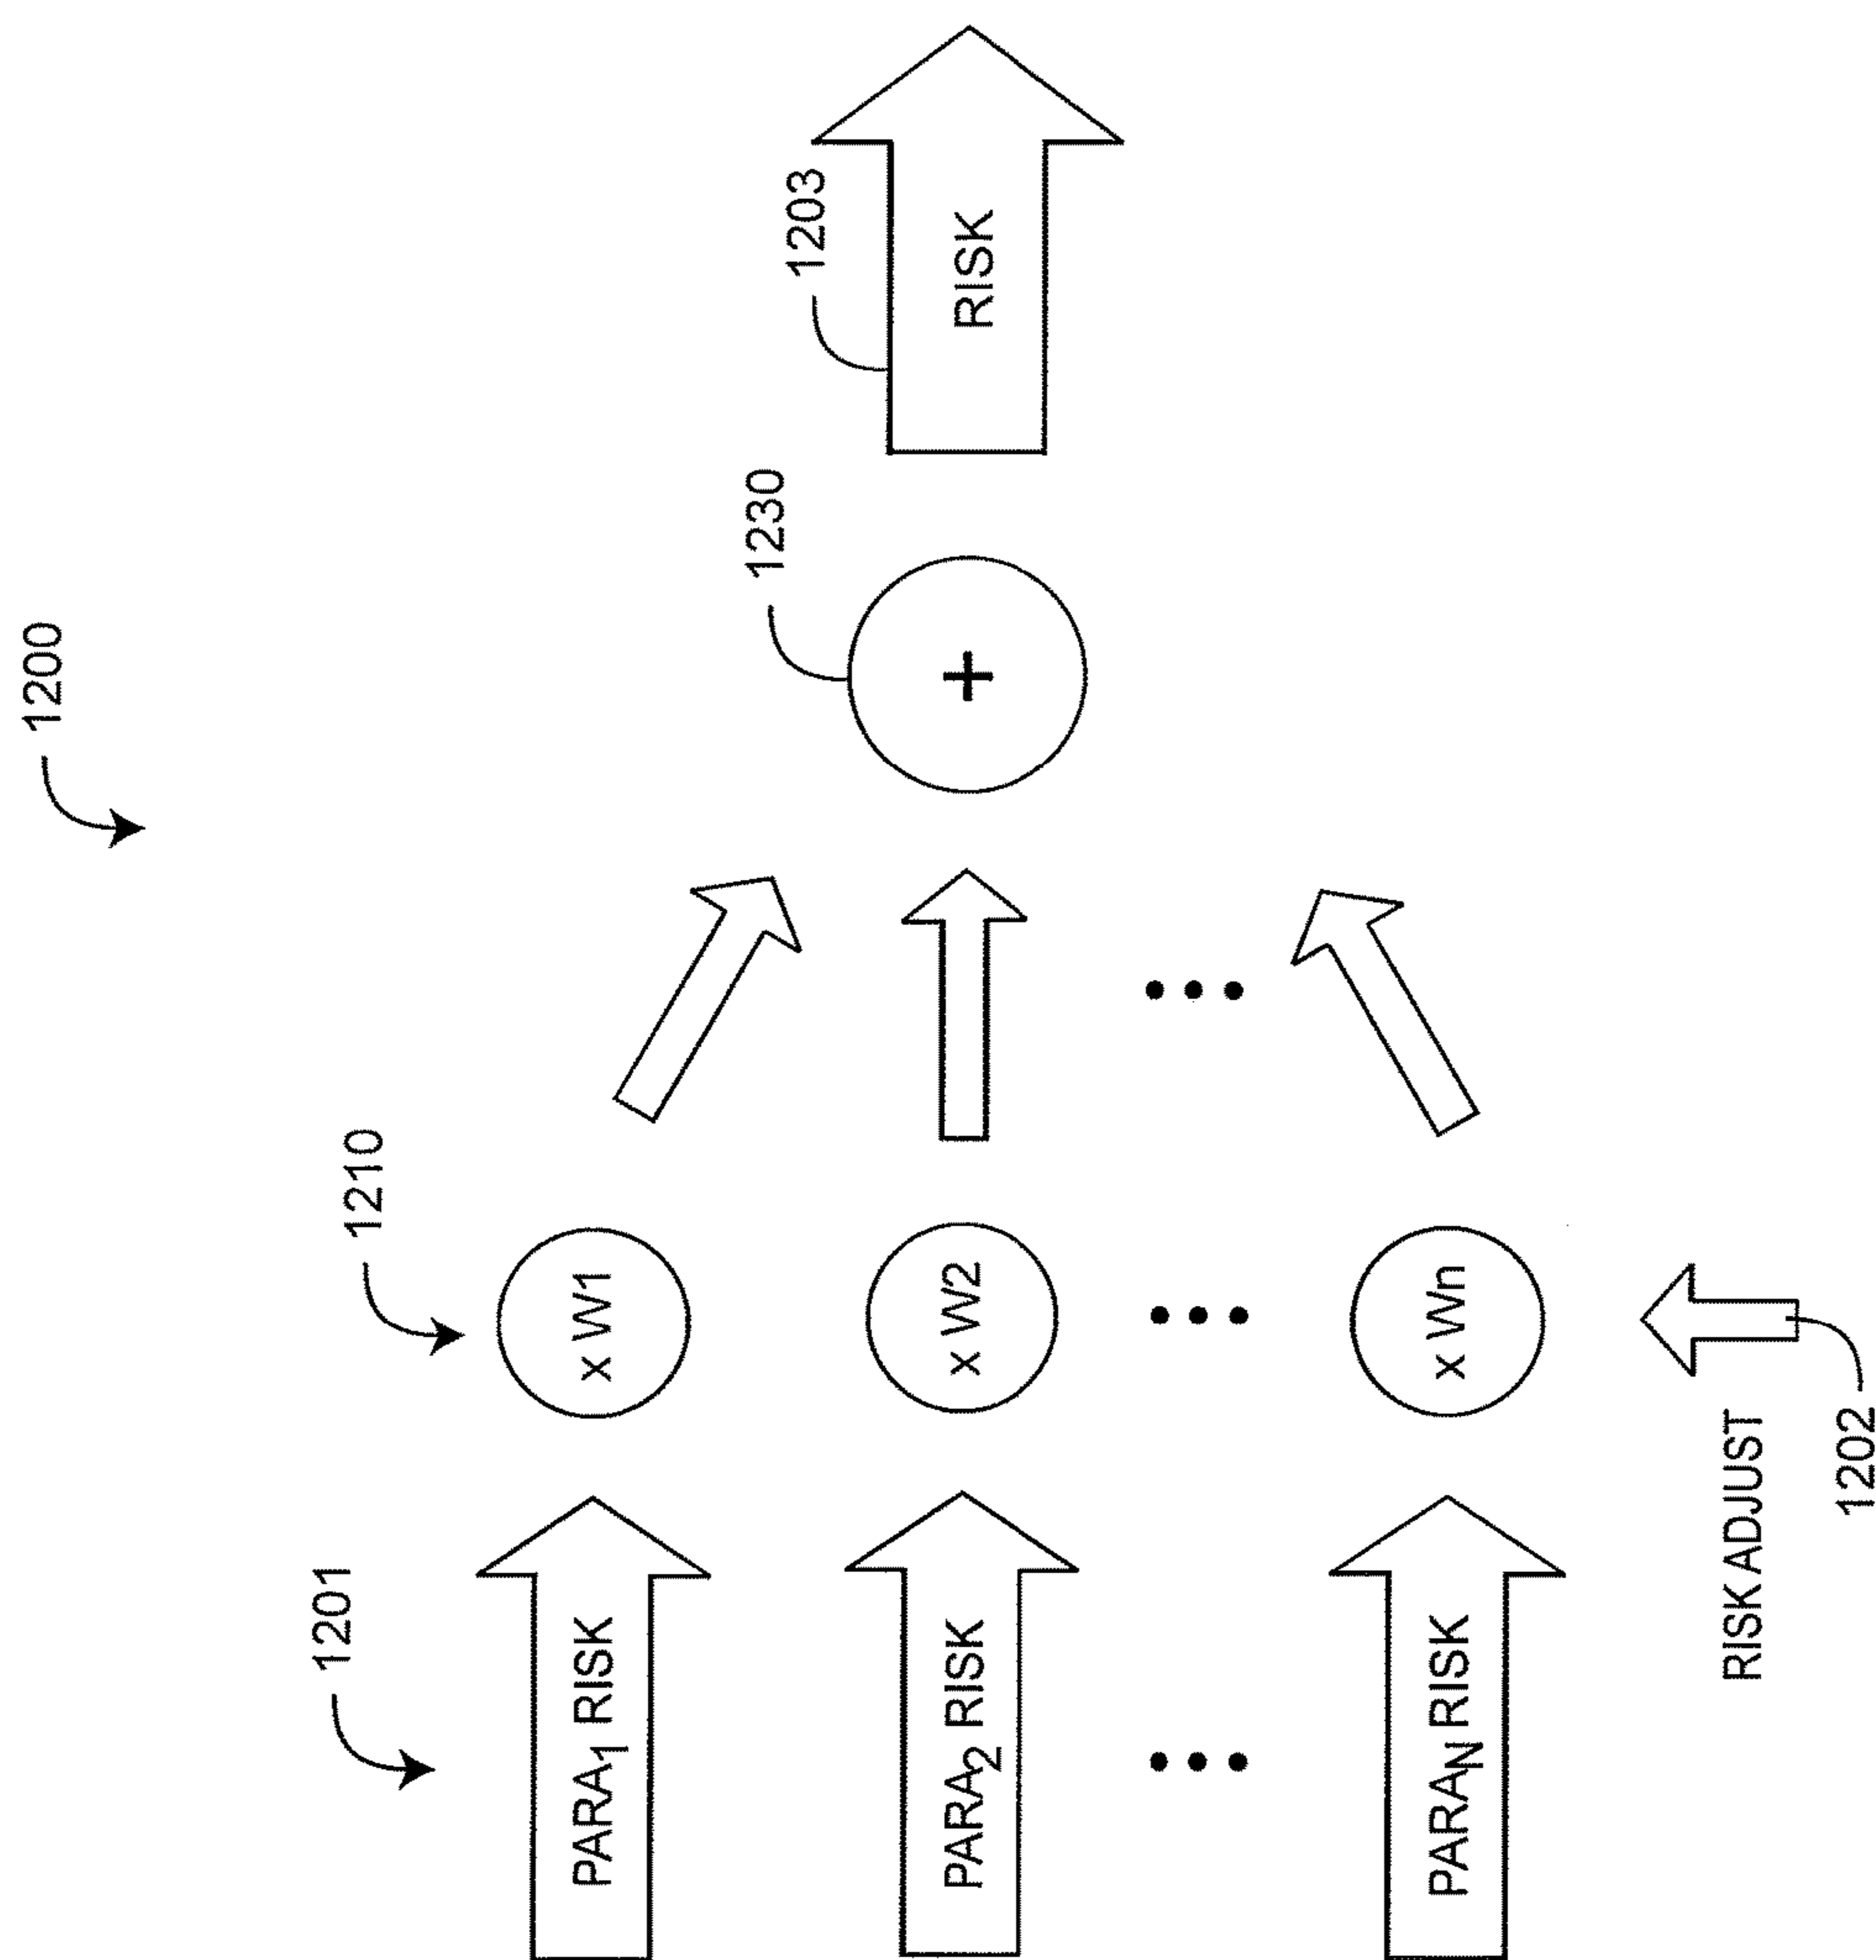 1200
1201
1210
1230
1203
PARA1 RISK
x W1
PARA2 RISK
x W2
+
RISK
PARAN RISK
x Wn
RISK ADJUST
1202